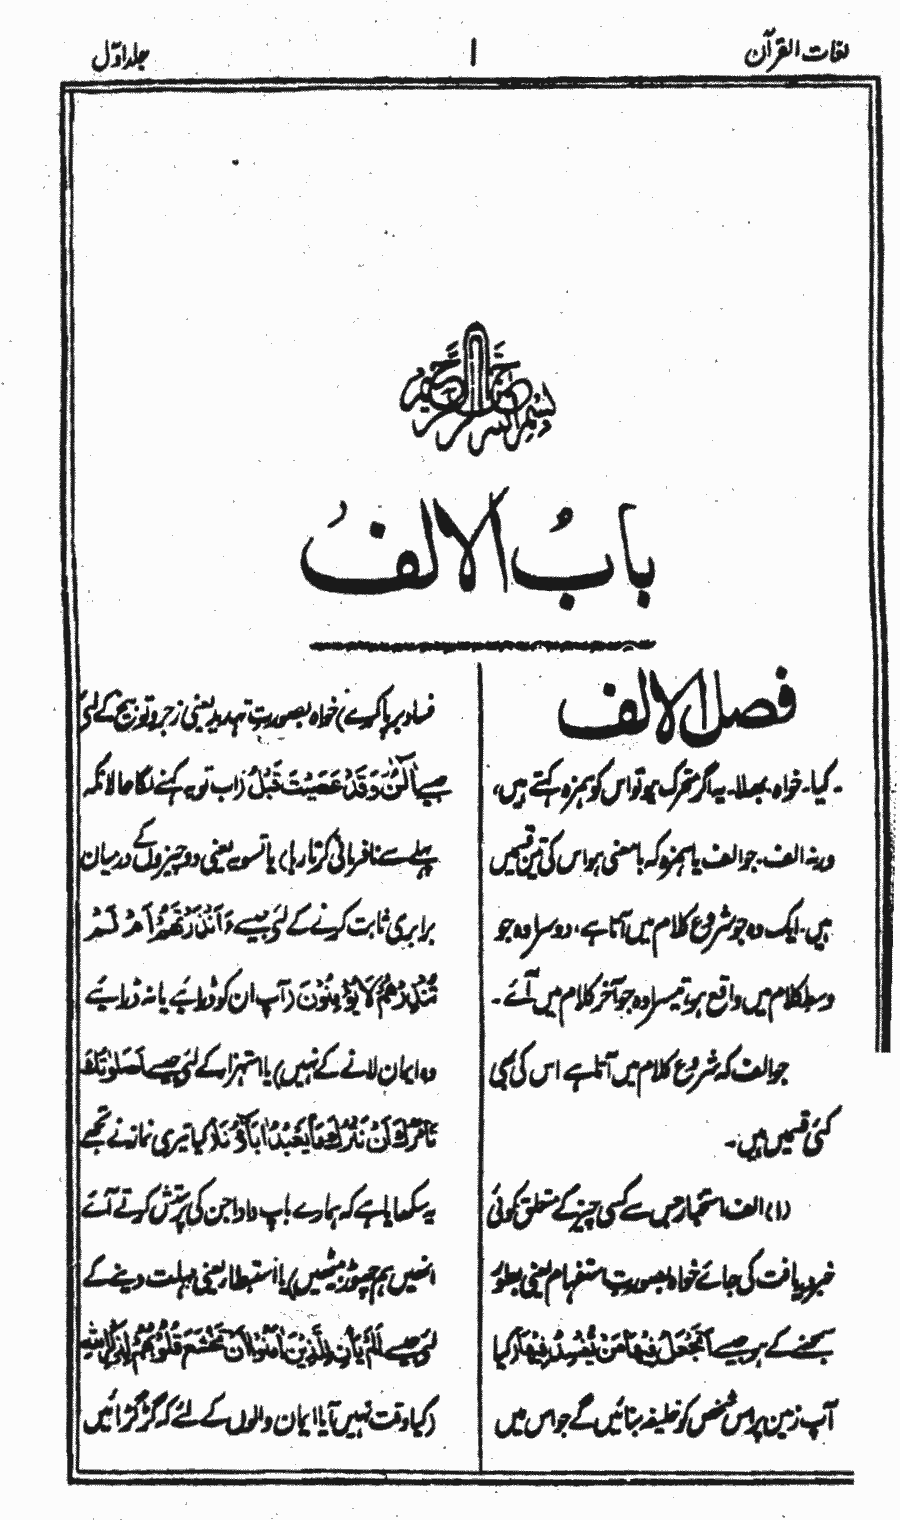 لغات القرآن
۱
جلد اوّل
بسم اللہ الرحمن الرحیم
بابُ الالفُ
فصل الالف
۔ کیا۔ خواہ۔ بھلا۔ یہ اگر متحرک ہو تو اس کو ہمزہ کہتے ہیں،
ورنہ الف۔ جو الف یا ہمزہ کہ با معنی ہو اس کی تین قسمیں
ہیں۔ ایک وہ جو شروع کلام میں آتا ہے، دوسرا وہ جو
وسط کلام میں واقع ہو، تیسرا وہ جو آخر کلام میں آئے۔
جو الف کہ شروع کلام میں آتا ہے اس کی بھی
کئی قسمیں ہیں۔
(۱) الف استخبار جس سے کسی چیز کے متعلق کوئی
خبر دریافت کی جائے خواہ بصورتِ استفہام یعنی بطور
سمجھنے کے ہو جیسے اَتَجْعَلُ فِیْهَا مَنْ یُّفْسِدُ فِیْهَا (کیا
آپ زمین پر اس شخص کو خلیفہ بنائیں گے جو اس میں
فساد برپا کرے) خواہ بصورتِ تہدید یعنی زجر و توبیخ کے لئے
جیسے آٰلْئٰنَ وَقَدْ عَصَیْتَ قَبْلُ (اب توبہ کہنے لگا حالانکہ
پہلے سے نافرمانی کرتا رہا) یا تسویہ یعنی دو چیزوں کے درمیان
برابری ثابت کرنے کے لئے جیسے ءَاَنْذَرْتَهُمْ اَمْ لَمْ
تُنْذِرْهُمْ لَا یُؤْمِنُوْنَ (آپ ان کو ڈرائیے یا نہ ڈرائیے
وہ ایمان لانے کے نہیں) یا استہزا کے لئے جیسے اَصَلٰوتُكَ
تَاْمُرُكَ اَنْ نَّتْرُكَ مَا یَعْبُدُ اٰبَآؤُنَا (کیا تیری نماز نے تجھے
یہ سکھایا ہے کہ ہمارے باپ دادا جن کی پرستش کرتے آئے
انھیں ہم چھوڑ بیٹھیں) یا استبطا، یعنی مہلت دینے کے
لئے جیسے اَلَمْ یَاْنِ لِلَّذِیْنَ اٰمَنُوْا اَنْ تَخْشَعَ قُلُوْبُهُمْ لِذِكْرِ اللّٰهِ
(کیا وقت نہیں آیا ایمان والوں کے لئے کہ گڑ گڑائیں